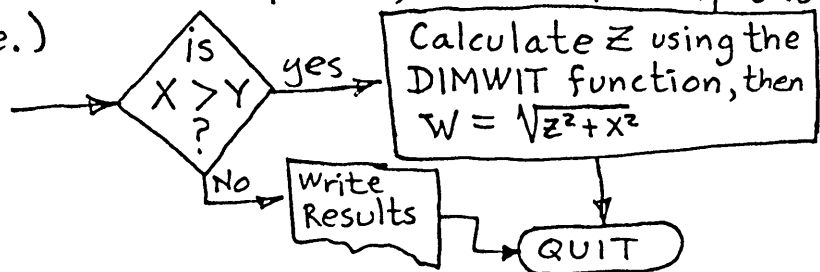 e.)
is
X > Y
?
yes
Calculate Z using the
DIMWIT function, then
W = √z²+x²
No
Write
Results
QUIT